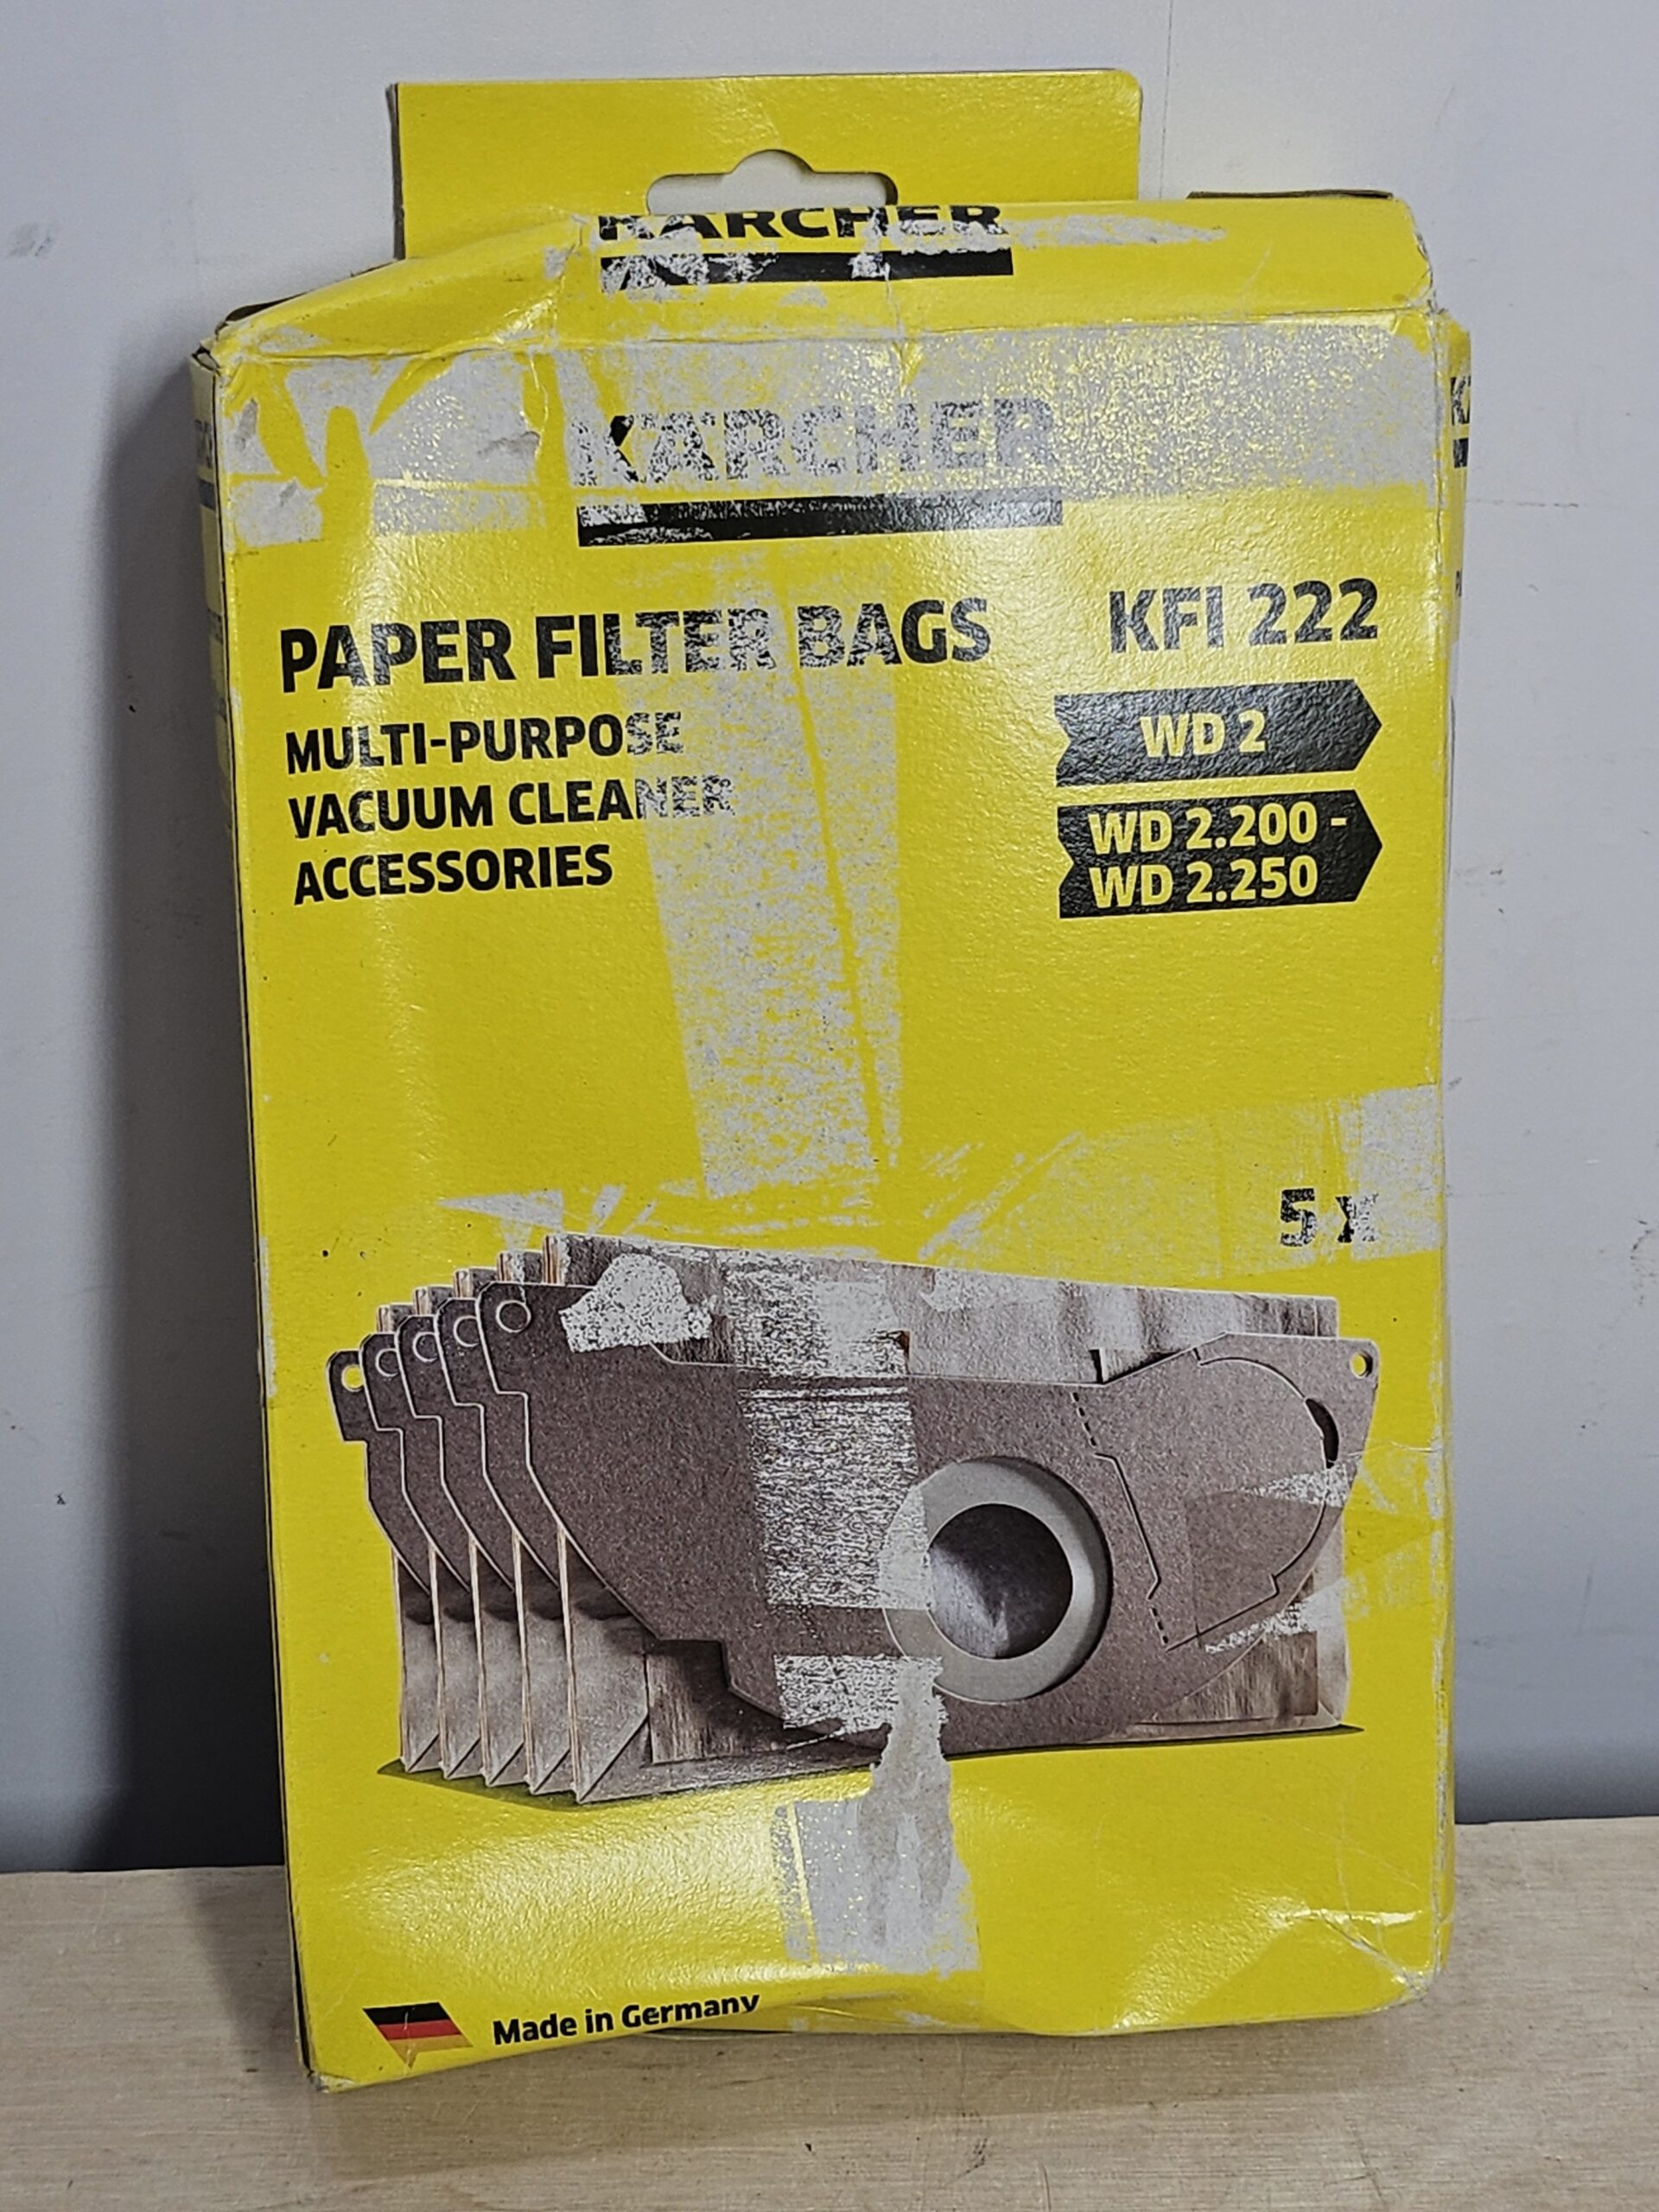 KARCHER
KARCHER
PAPER FILTER BAGS
KFI 222
MULTI-PURPOSE
VACUUM CLEANER
ACCESSORIES
WD 2
WD 2.200 -
WD 2.250
5 x
Made in Germany